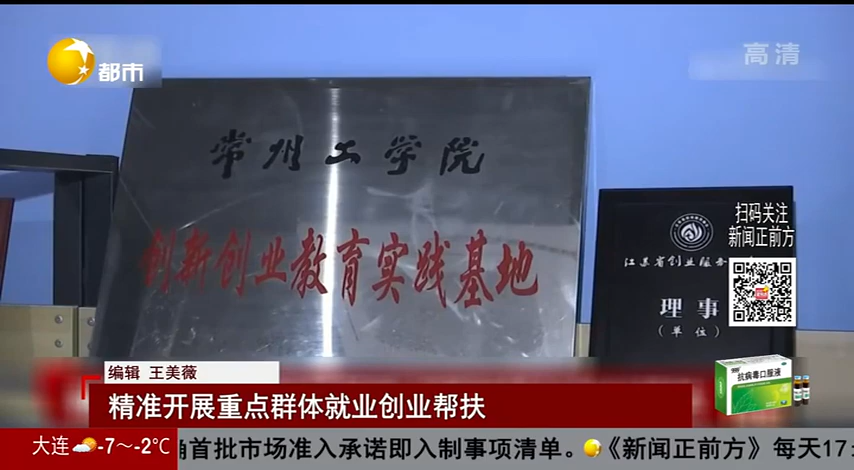 都市
高清
常州工学院
创新创业教育实践基地
江苏省创业服务
理事
(单位)
扫码关注
新闻正前方
编辑 王美薇
精准开展重点群体就业创业帮扶
999
抗病毒口服液
大连
-7～-2℃
首批市场准入承诺即入制事项清单。
《新闻正前方》每天17